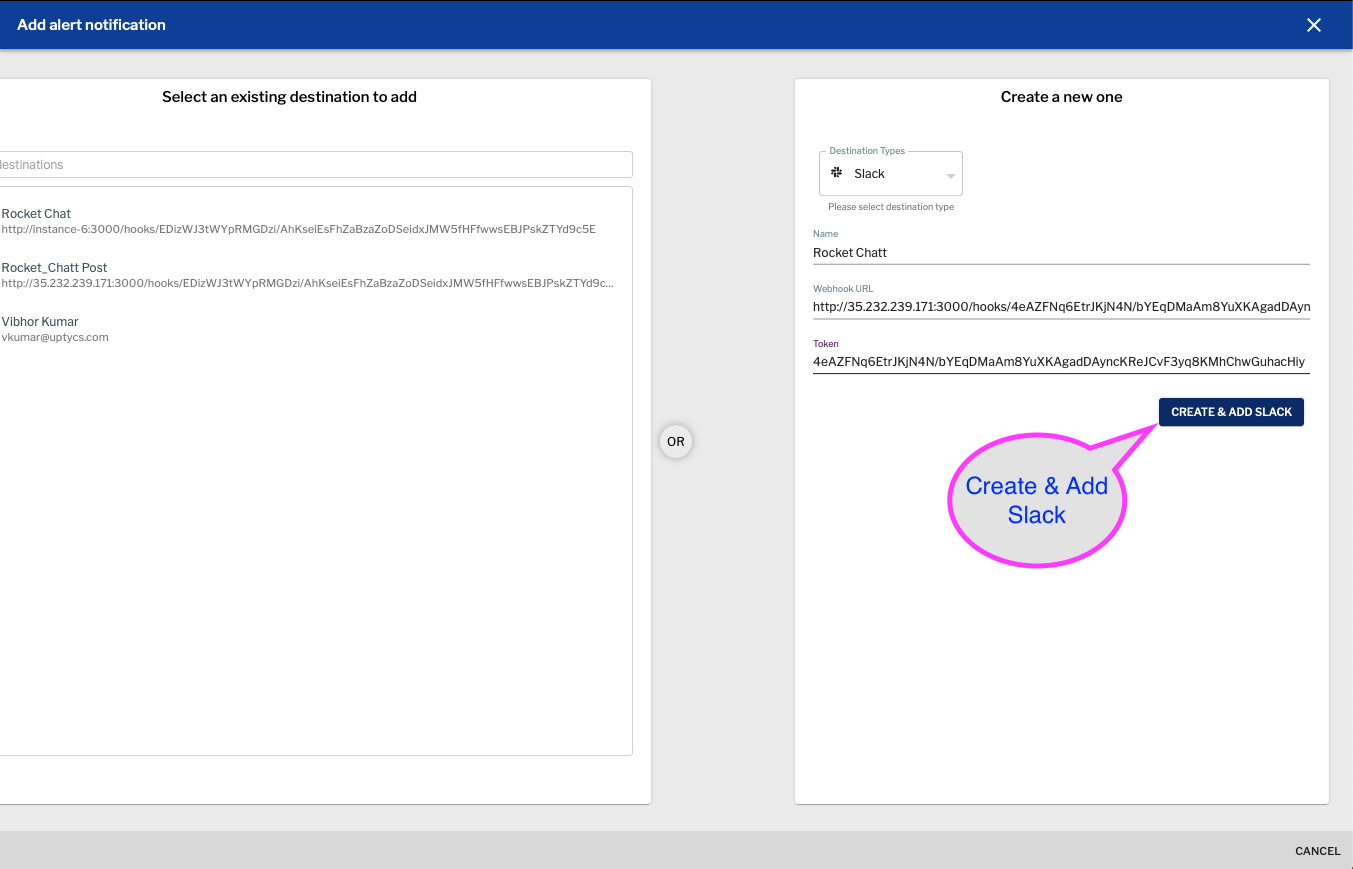 Add alert notification
Select an existing destination to add
destinations
Rocket Chat
http://instance-6:3000/hooks/EDizWJ3tWYpRMGDzi/AhKseiEsFhZaBzaZoDSeidxJMW5fHFfwwsEBJPskZTYd9c5E
Rocket_Chatt Post
http://35.232.239.171:3000/hooks/EDizWJ3tWYpRMGDzi/AhKseiEsFhZaBzaZoDSeidxJMW5fHFfwwsEBJPskZTYd9c...
Vibhor Kumar
vkumar@uptycs.com
OR
Create a new one
Destination Types
Slack
Please select destination type
Name
Rocket Chatt
Webhook URL
http://35.232.239.171:3000/hooks/4eAZFNq6EtrJKjN4N/bYEqDMaAm8YuXKAgadDAyn
Token
4eAZFNq6EtrJKjN4N/bYEqDMaAm8YuXKAgadDAyncKReJCvF3yq8KMhChwGuhacHiy
CREATE & ADD SLACK
Create & Add
Slack
CANCEL